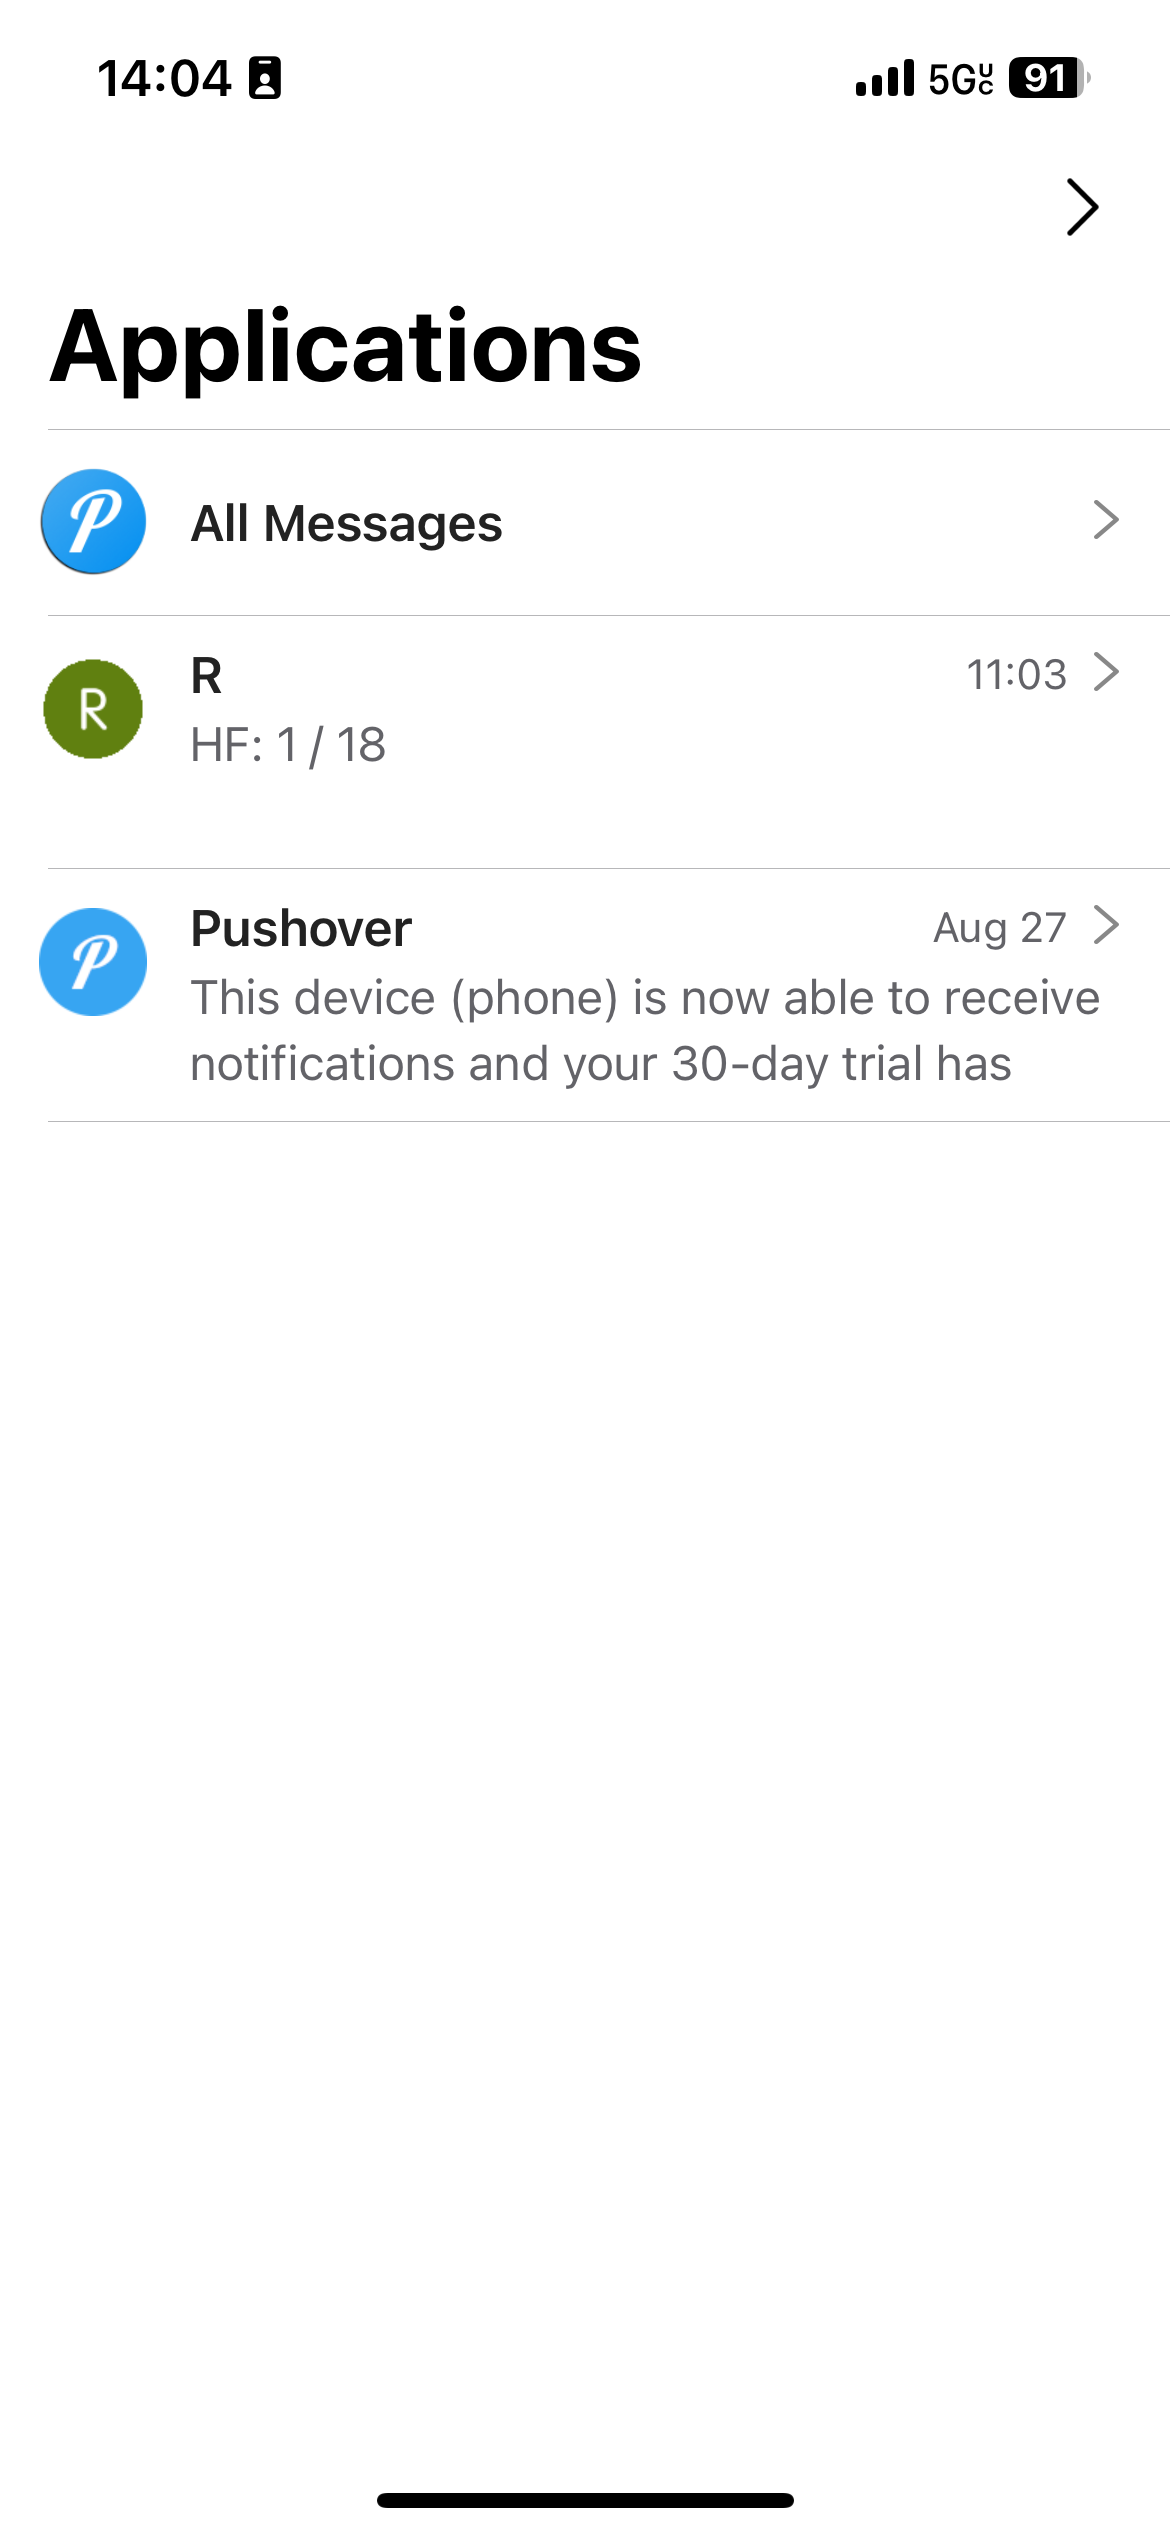 14:04
5G UC 91
Applications
P All Messages
R
R 11:03
HF: 1 / 18
P Pushover Aug 27
This device (phone) is now able to receive
notifications and your 30-day trial has